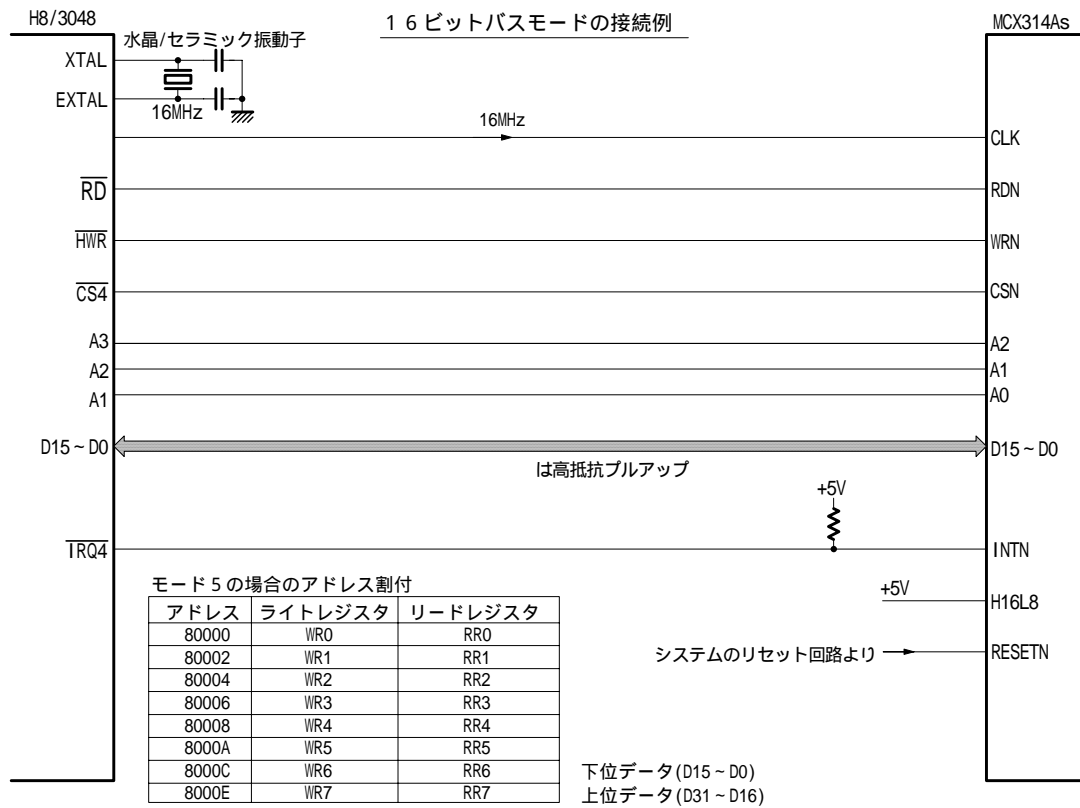 H8/3048
16ビットバスモードの接続例
MCX314As
水晶/セラミック振動子
XTAL
EXTAL
16MHz
16MHz
CLK
RD
RDN
HWR
WRN
CS4
CSN
A3
A2
A2
A1
A1
A0
D15~D0
D15~D0
は高抵抗プルアップ
+5V
IRQ4
INTN
モード5の場合のアドレス割付
+5V
H16L8
アドレス ライトレジスタ リードレジスタ
80000 WR0 RR0
80002 WR1 RR1
システムのリセット回路より
RESETN
80004 WR2 RR2
80006 WR3 RR3
80008 WR4 RR4
8000A WR5 RR5
8000C WR6 RR6
下位データ(D15~D0)
8000E WR7 RR7
上位データ(D31~D16)